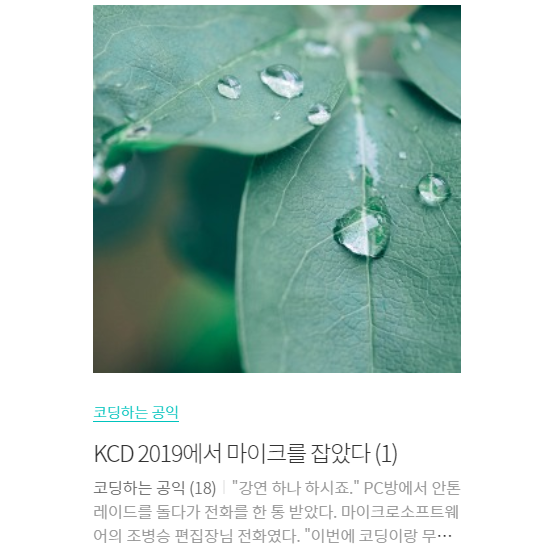 코딩하는 공익
KCD 2019에서 마이크를 잡았다 (1)
코딩하는 공익 (18) | "강연 하나 하시죠." PC방에서 안톤
레이드를 돌다가 전화를 한 통 받았다. 마이크로소프트웨
어의 조병승 편집장님 전화였다. "이번에 코딩이랑 무…